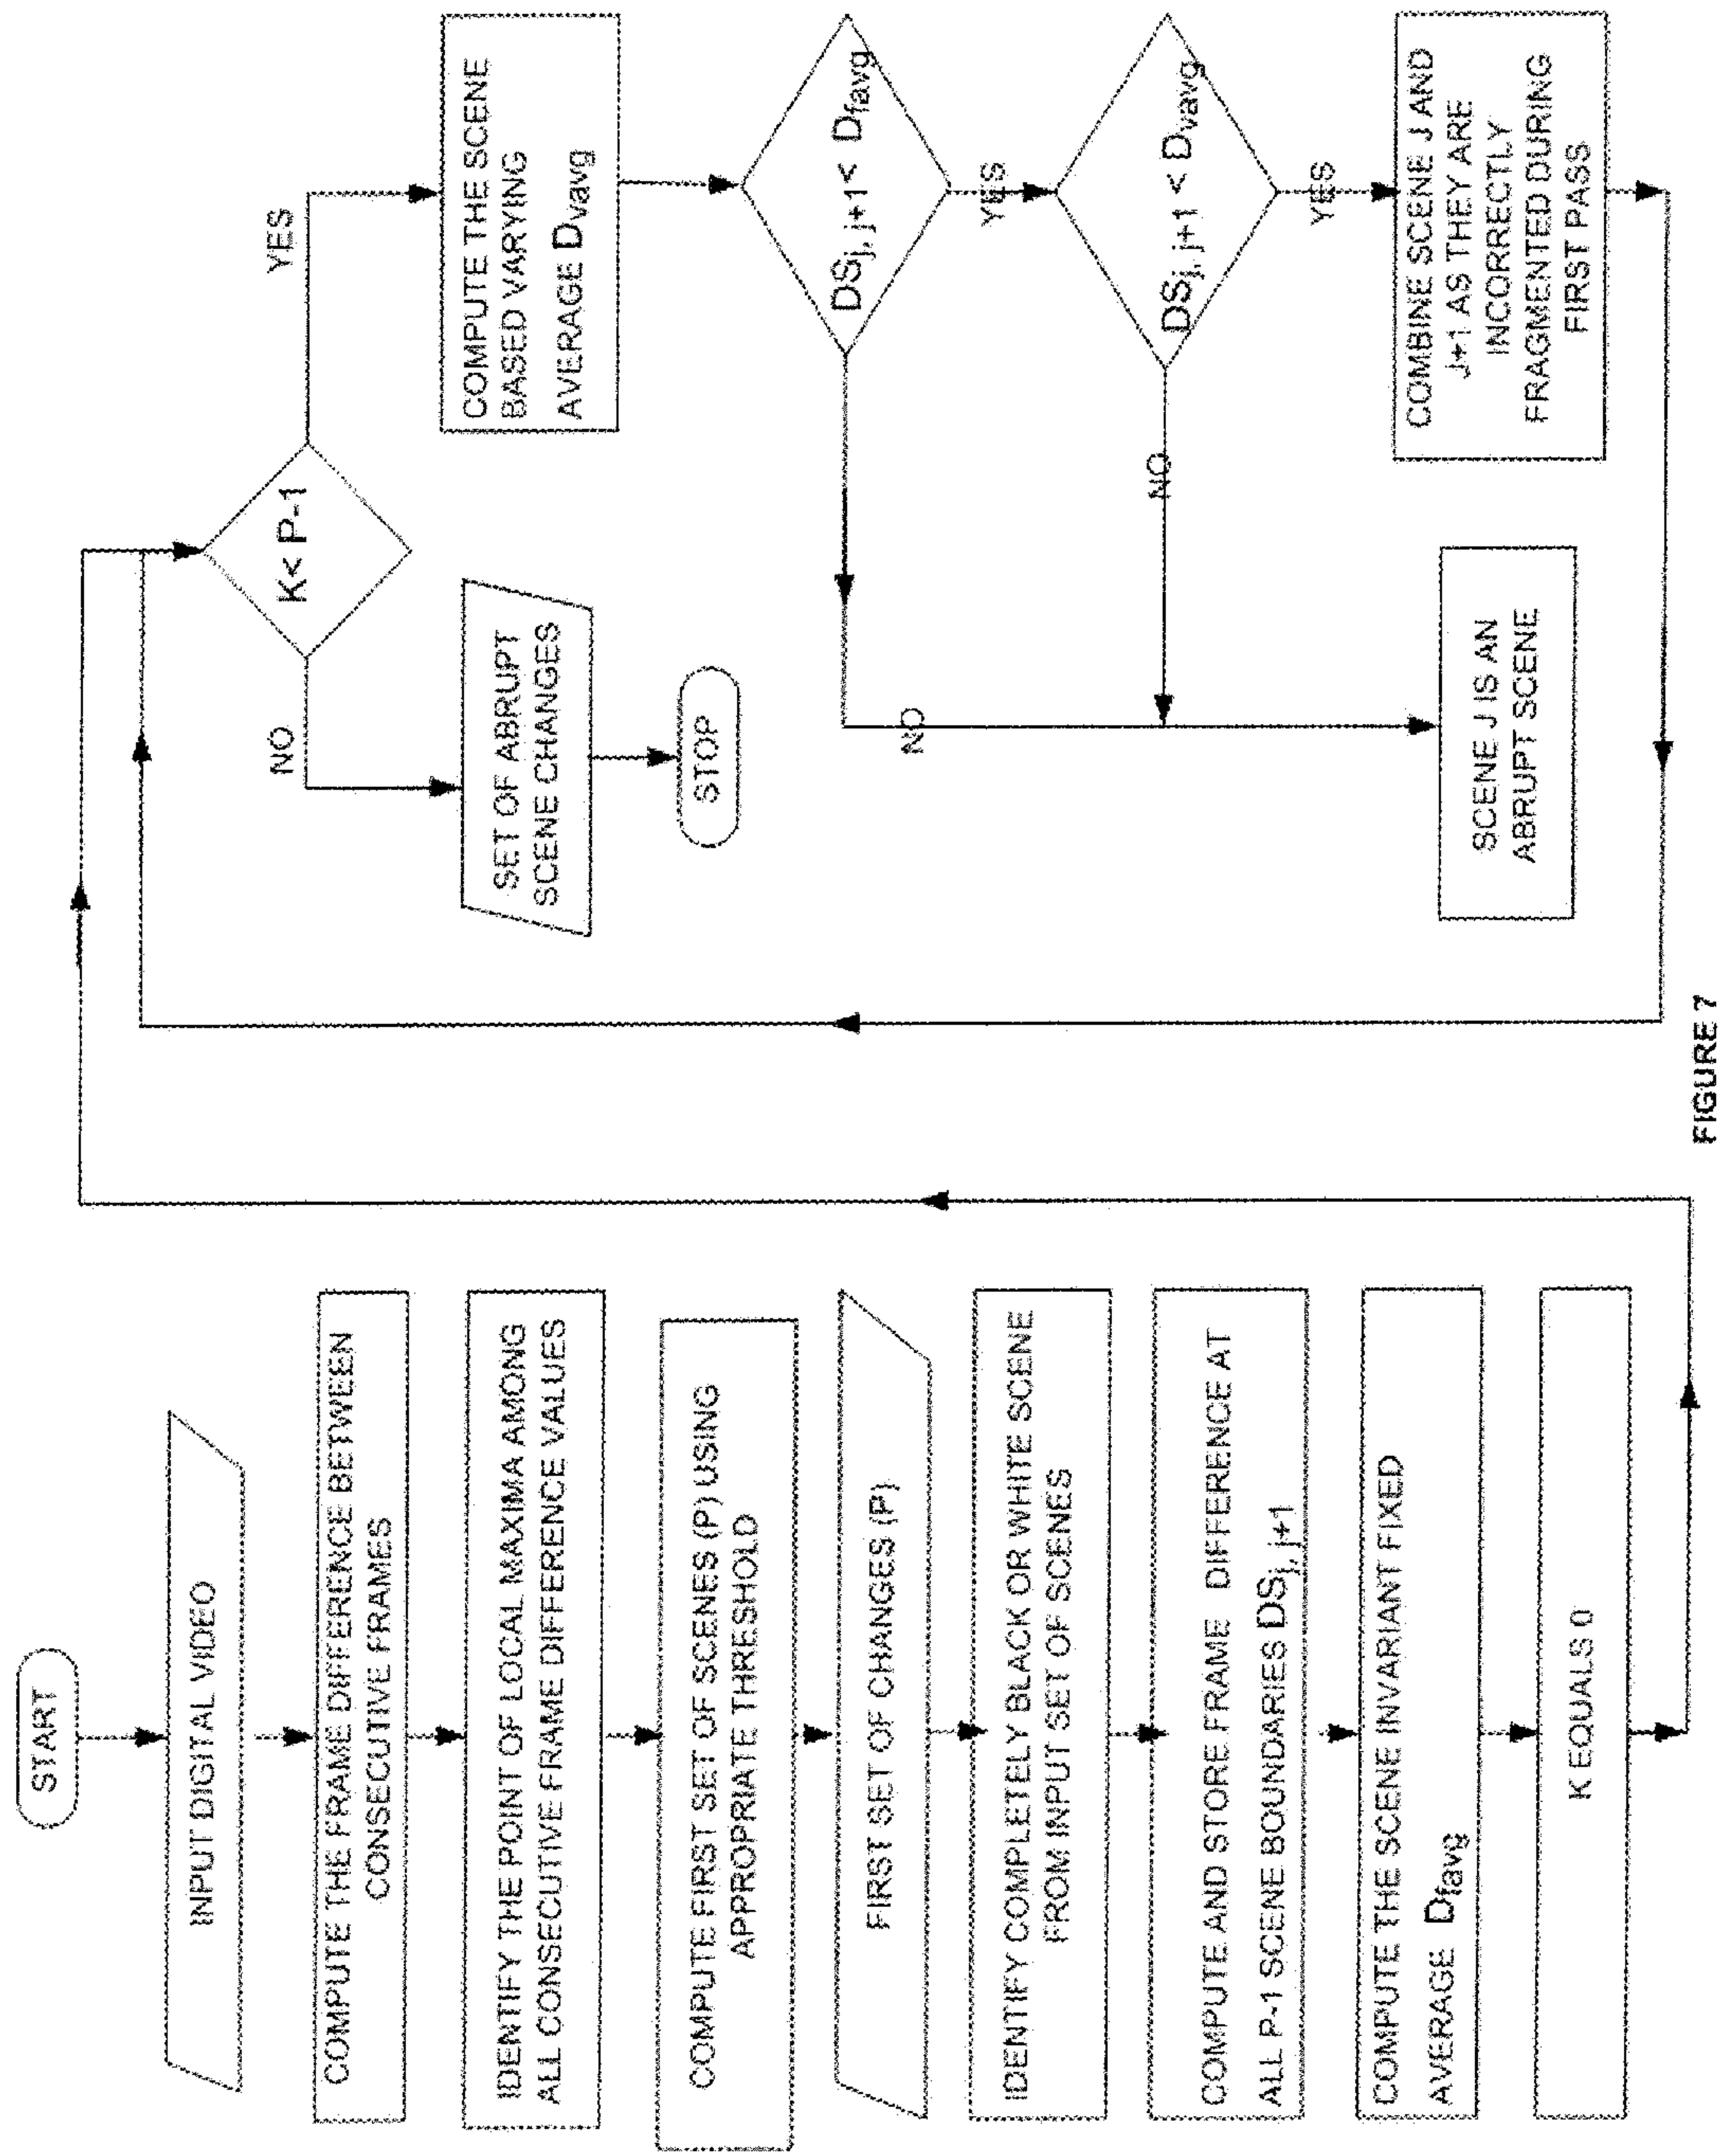 START
INPUT DIGITAL VIDEO
COMPUTE THE FRAME DIFFERENCE BETWEEN
CONSECUTIVE FRAMES
IDENTIFY THE POINT OF LOCAL MAXIMA AMONG
ALL CONSECUTIVE FRAME DIFFERENCE VALUES
COMPUTE FIRST SET OF SCENES (P) USING
APPROPRIATE THRESHOLD
FIRST SET OF CHANGES (P)
IDENTIFY COMPLETELY BLACK OR WHITE SCENE
FROM INPUT SET OF SCENES
COMPUTE AND STORE FRAME DIFFERENCE AT
ALL P-1 SCENE BOUNDARIES DSj, j+1
COMPUTE THE SCENE INVARIANT FIXED
AVERAGE Dfavg
K EQUALS 0
K< P-1
NO
YES
SET OF ABRUPT
SCENE CHANGES
STOP
COMPUTE THE SCENE
BASED VARYING
AVERAGE Dvavg
DSj, j+1< Dfavg
NO
YES
DSj, j+1 < Dvavg
NO
YES
SCENE J IS AN
ABRUPT SCENE
COMBINE SCENE J AND
J+1 AS THEY ARE
INCORRECTLY
FRAGMENTED DURING
FIRST PASS
FIGURE 7